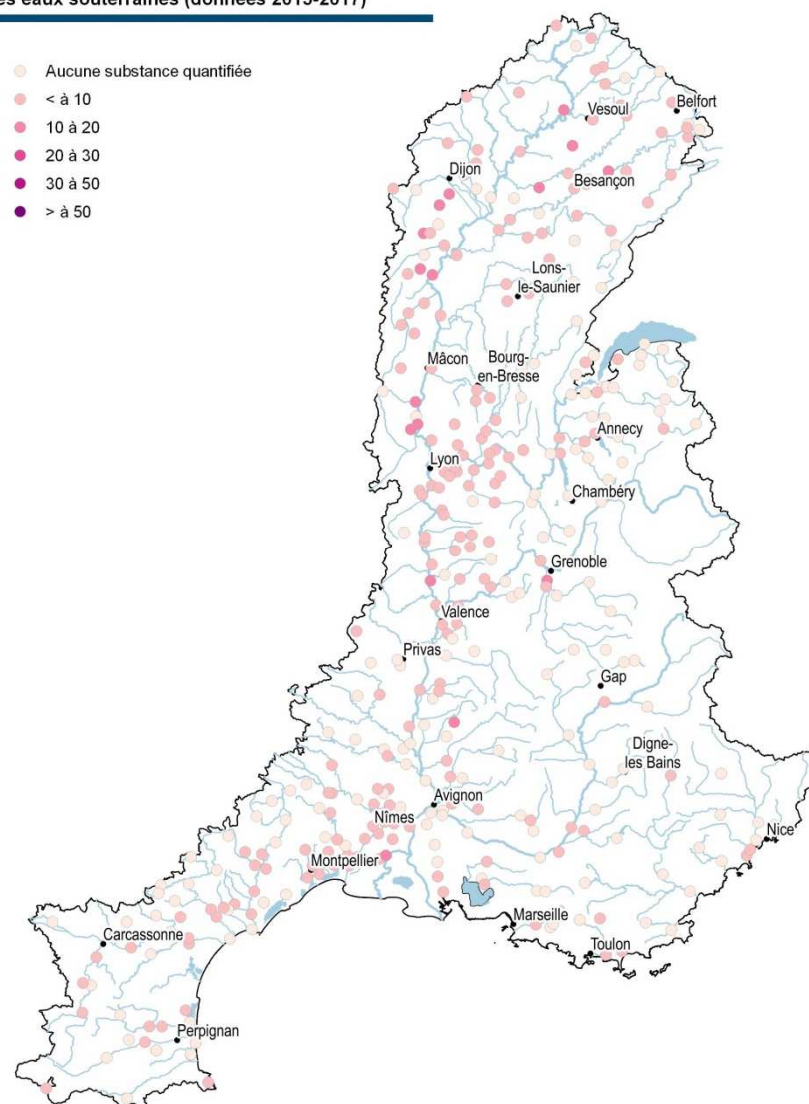 es eaux souterraines (données 2015-2017)
Aucune substance quantifiée
< à 10
10 à 20
20 à 30
30 à 50
> à 50
Vesoul
Belfort
Dijon
Besançon
Lons-
le-Saunier
Mâcon
Bourg-
en-Bresse
Annecy
Lyon
Chambéry
Grenoble
Valence
Privas
Gap
Digne-
les Bains
Avignon
Nîmes
Nice
Montpellier
Marseille
Carcassonne
Toulon
Perpignan